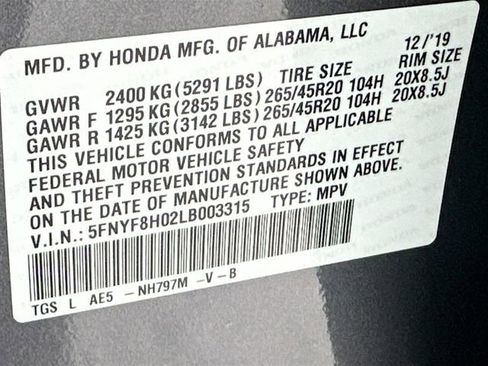 MFD. BY HONDA MFG. OF ALABAMA, LLC 12/'19
TIRE SIZE RIM SIZE
GVWR 2400 KG (5291 LBS)
GAWR F 1295 KG (2855 LBS) 265/45R20 104H 20X8.5J
GAWR R 1425 KG (3142 LBS) 265/45R20 104H 20X8.5J
THIS VEHICLE CONFORMS TO ALL APPLICABLE
FEDERAL MOTOR VEHICLE SAFETY
AND THEFT PREVENTION STANDARDS IN EFFECT
ON THE DATE OF MANUFACTURE SHOWN ABOVE.
V.I.N.: 5FNYF8H02LB003315 TYPE: MPV
TGS L AE5 -NH797M -V-B